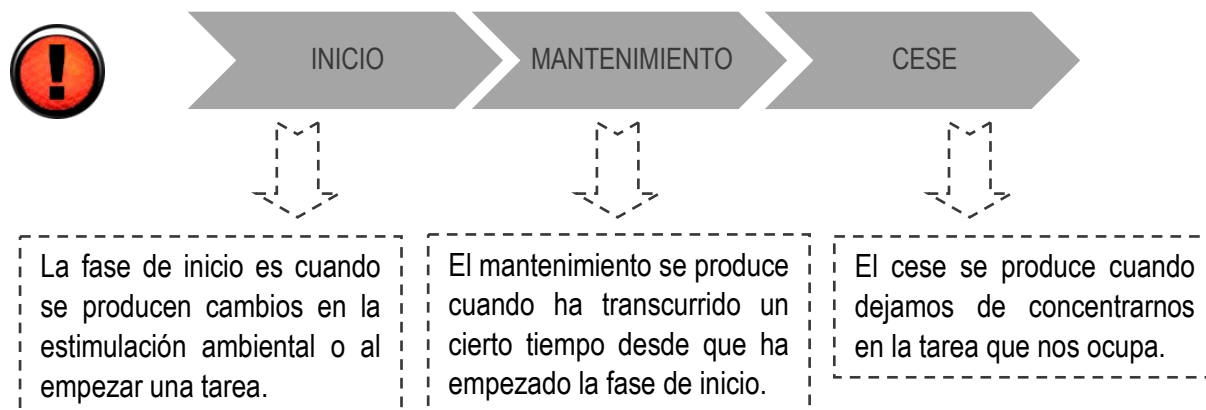 INICIO
MANTENIMIENTO
CESE
La fase de inicio es cuando
se producen cambios en la
estimulación ambiental o al
empezar una tarea.
El mantenimiento se produce
cuando ha transcurrido un
cierto tiempo desde que ha
empezado la fase de inicio.
El cese se produce cuando
dejamos de concentrarnos
en la tarea que nos ocupa.